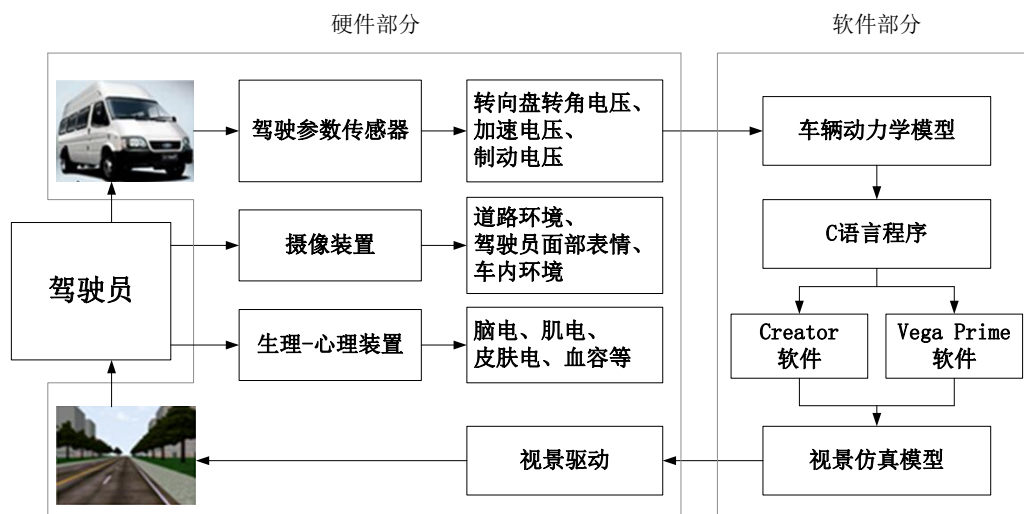 硬件部分
软件部分
驾驶参数传感器
转向盘转角电压、
加速电压、
制动电压
车辆动力学模型
驾驶员
摄像装置
道路环境、
驾驶员面部表情、
车内环境
C语言程序
生理-心理装置
脑电、肌电、
皮肤电、血容等
Creator
软件
Vega Prime
软件
视景驱动
视景仿真模型